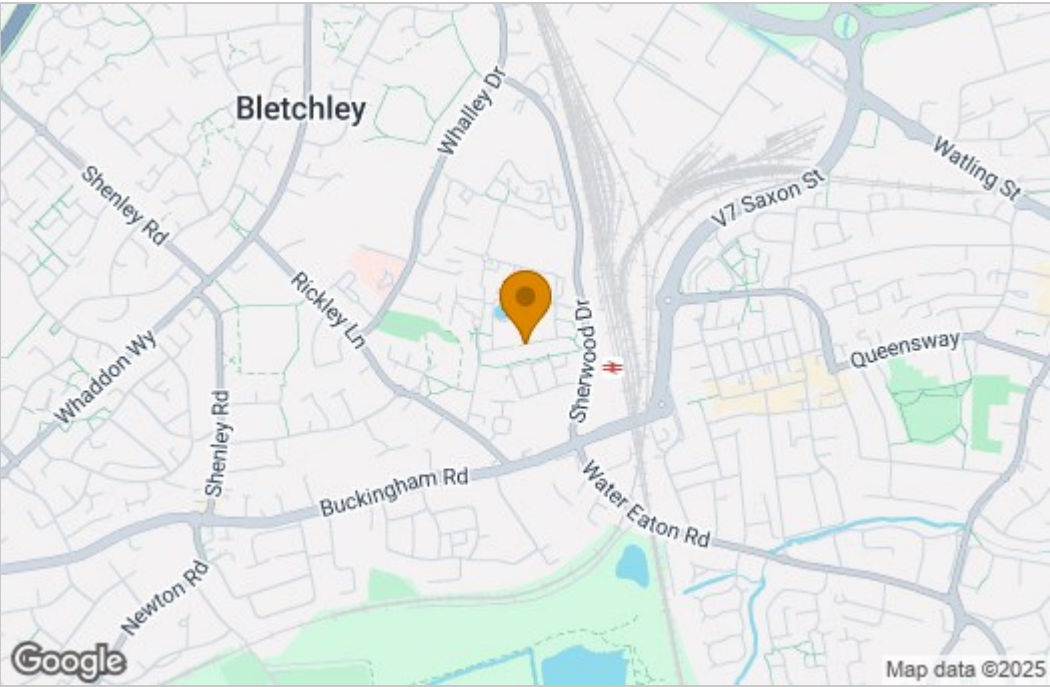 Bletchley
Whalley Dr
Shenley Rd
Watling St
V7 Saxon St
Rickley Ln
Sherwood Dr
Queensway
Whaddon Wy
Shenley Rd
Buckingham Rd
Water Eaton Rd
Newton Rd
Google
Map data ©2025